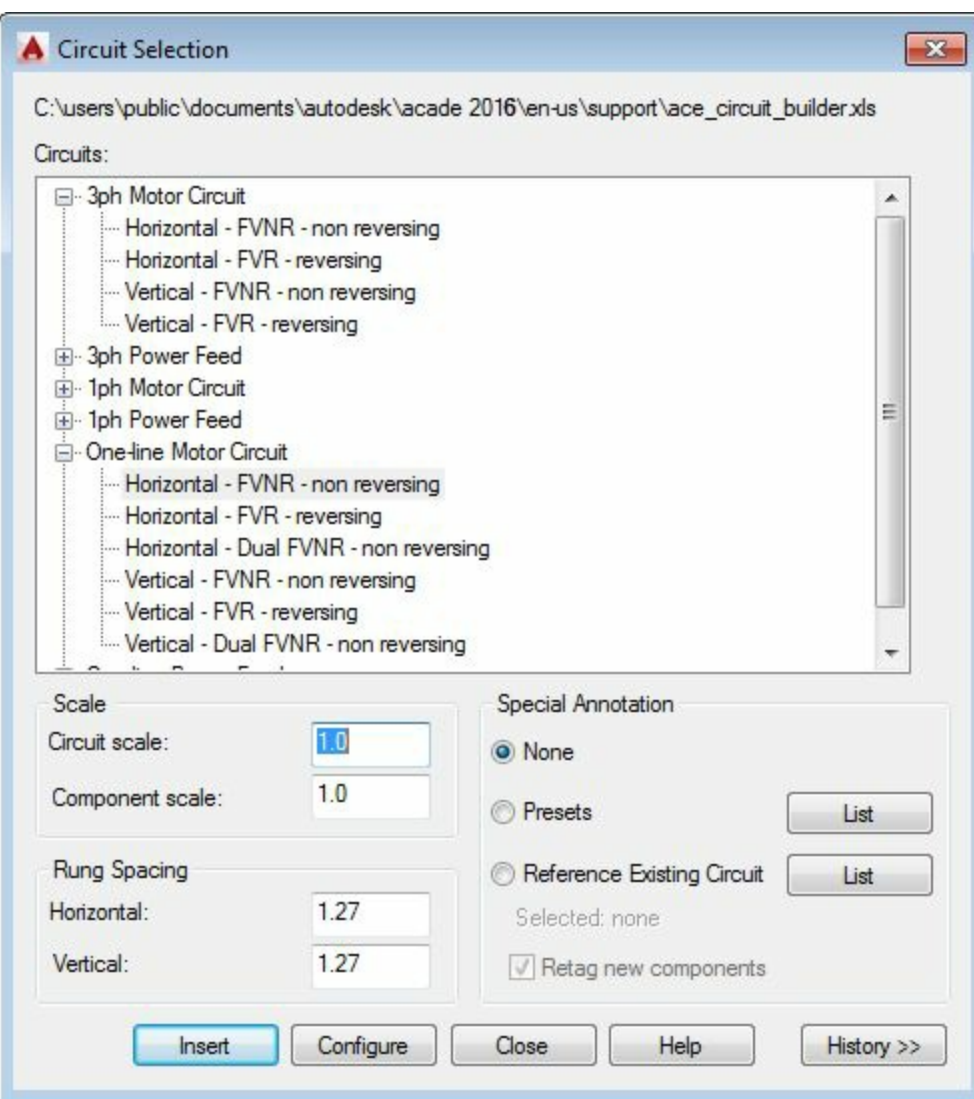 Circuit Selection
C:\users\public\documents\autodesk\acade 2016\en-us\support\ace_circuit_builder.xls
Circuits:
3ph Motor Circuit
Horizontal - FVNR - non reversing
Horizontal - FVR - reversing
Vertical - FVNR - non reversing
Vertical - FVR - reversing
3ph Power Feed
1ph Motor Circuit
1ph Power Feed
One-line Motor Circuit
Horizontal - FVNR - non reversing
Horizontal - FVR - reversing
Horizontal - Dual FVNR - non reversing
Vertical - FVNR - non reversing
Vertical - FVR - reversing
Vertical - Dual FVNR - non reversing
Scale
Circuit scale: 1.0
Component scale: 1.0
Rung Spacing
Horizontal: 1.27
Vertical: 1.27
Special Annotation
None
Presets List
Reference Existing Circuit List
Selected: none
Retag new components
Insert Configure Close Help History >>